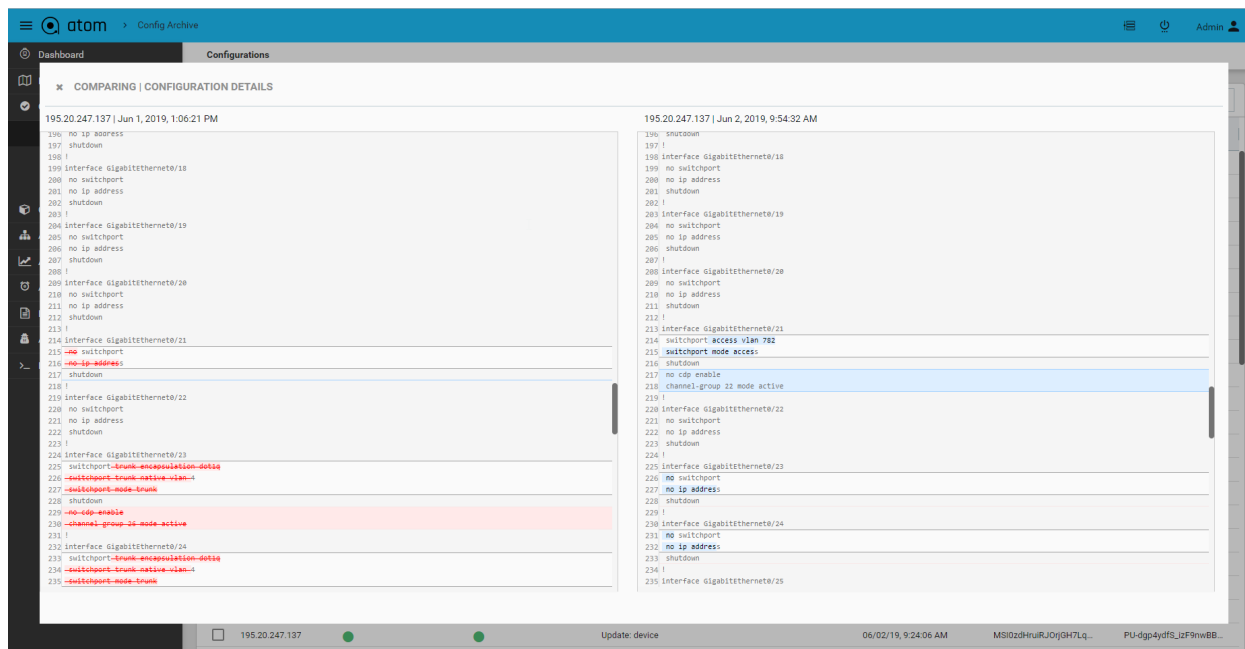 atom > Config Archive
Admin
Dashboard
Configurations
× COMPARING | CONFIGURATION DETAILS
195.20.247.137 | Jun 1, 2019, 1:06:21 PM
196 no ip address
197 shutdown
198 !
199 interface GigabitEthernet0/18
200 no switchport
201 no ip address
202 shutdown
203 !
204 interface GigabitEthernet0/19
205 no switchport
206 no ip address
207 shutdown
208 !
209 interface GigabitEthernet0/20
210 no switchport
211 no ip address
212 shutdown
213 !
214 interface GigabitEthernet0/21
215 no switchport
216 no ip address
217 shutdown
218 !
219 interface GigabitEthernet0/22
220 no switchport
221 no ip address
222 shutdown
223 !
224 interface GigabitEthernet0/23
225 switchport trunk encapsulation dot1q
226 switchport trunk native vlan 4
227 switchport mode trunk
228 shutdown
229 no cdp enable
230 channel-group 26 mode active
231 !
232 interface GigabitEthernet0/24
233 switchport trunk encapsulation dot1q
234 switchport trunk native vlan 4
235 switchport mode trunk
195.20.247.137 | Jun 2, 2019, 9:54:32 AM
196 shutdown
197 !
198 interface GigabitEthernet0/18
199 no switchport
200 no ip address
201 shutdown
202 !
203 interface GigabitEthernet0/19
204 no switchport
205 no ip address
206 shutdown
207 !
208 interface GigabitEthernet0/20
209 no switchport
210 no ip address
211 shutdown
212 !
213 interface GigabitEthernet0/21
214 switchport access vlan 782
215 switchport mode access
216 shutdown
217 no cdp enable
218 channel-group 22 mode active
219 !
220 interface GigabitEthernet0/22
221 no switchport
222 no ip address
223 shutdown
224 !
225 interface GigabitEthernet0/23
226 no switchport
227 no ip address
228 shutdown
229 !
230 interface GigabitEthernet0/24
231 no switchport
232 no ip address
233 shutdown
234 !
235 interface GigabitEthernet0/25
195.20.247.137 Update: device 06/02/19, 9:24:06 AM MSI0zdHruiRJOrjGH7Lq... PU-dgp4ydfS_izF9nwBB...